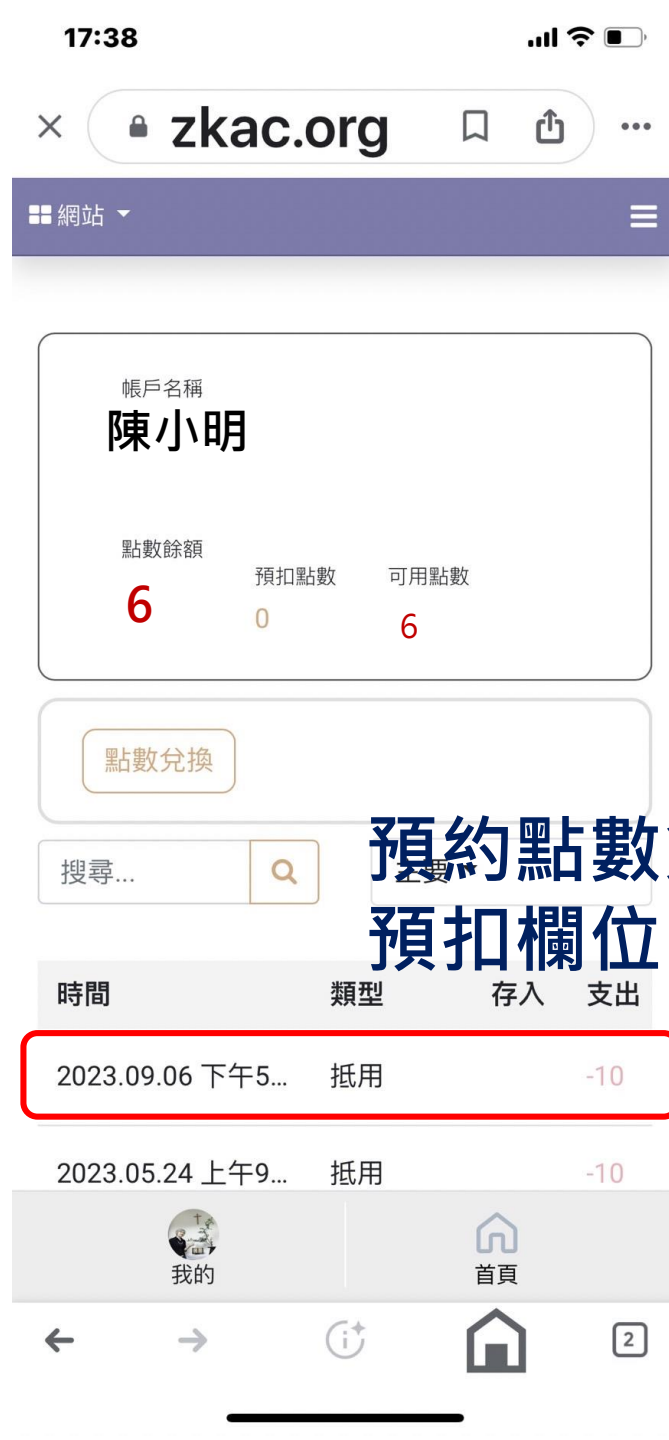 17:38
zkac.org
網站
帳戶名稱
陳小明
點數餘額
預扣點數
可用點數
6
0
6
點數兌換
搜尋...
主要
預約點數
預扣欄位
時間 類型 存入 支出
2023.09.06 下午5... 抵用 -10
2023.05.24 上午9... 抵用 -10
我的
首頁
2